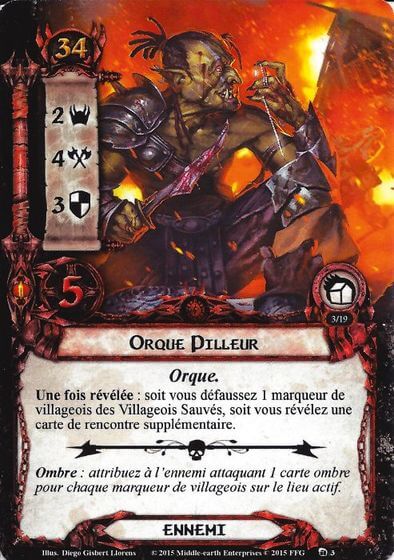 34
2
4
3
5
3/19
Orque Pilleur
Orque.
Une fois révélée : soit vous défaussez 1 marqueur de
villageois des Villageois Sauvés, soit vous révélez une
carte de rencontre supplémentaire.
Ombre : attribuez à l'ennemi attaquant 1 carte ombre
pour chaque marqueur de villageois sur le lieu actif.
ENNEMI
Illus. Diego Gisbert Llorens © 2015 Middle-earth Enterprises © 2015 FFG 3